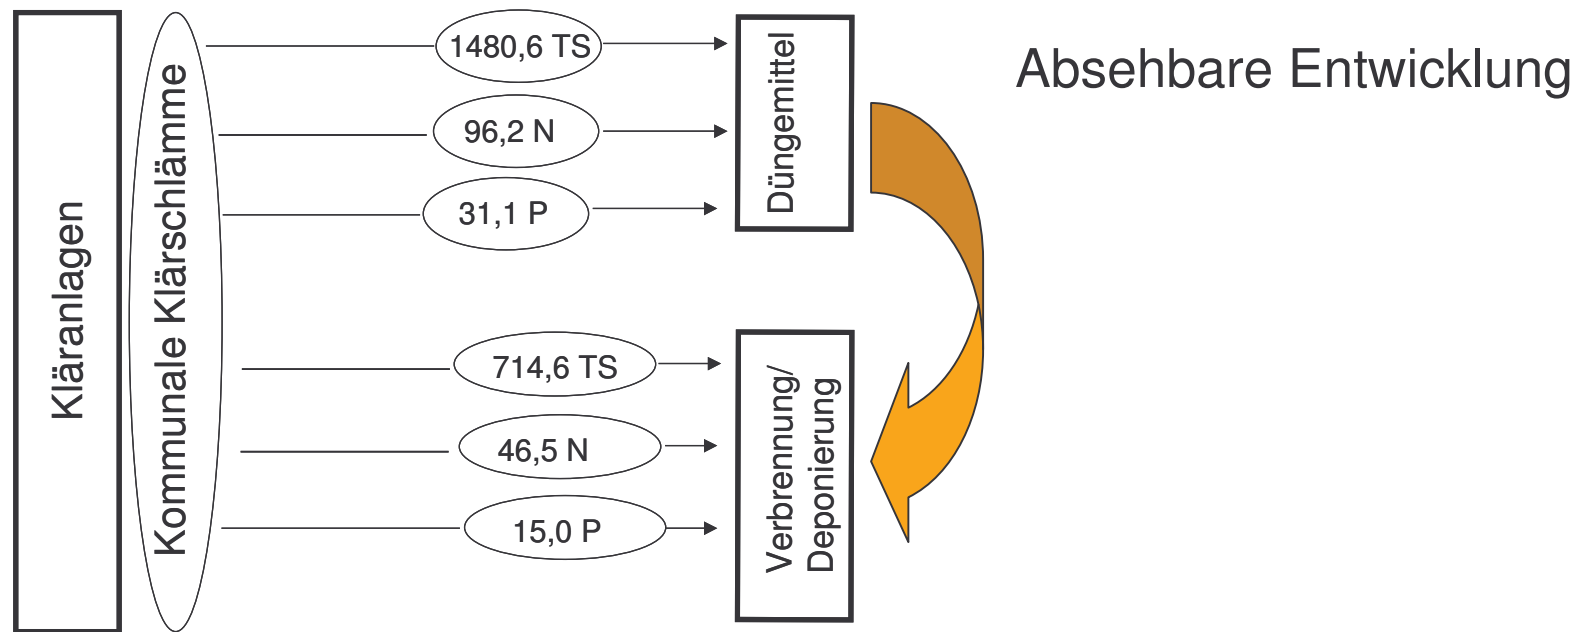 Kläranlagen
Kommunale Klärschlämme
1480,6 TS
96,2 N
31,1 P
714,6 TS
46,5 N
15,0 P
Düngemittel
Verbrennung/
Deponierung
Absehbare Entwicklung